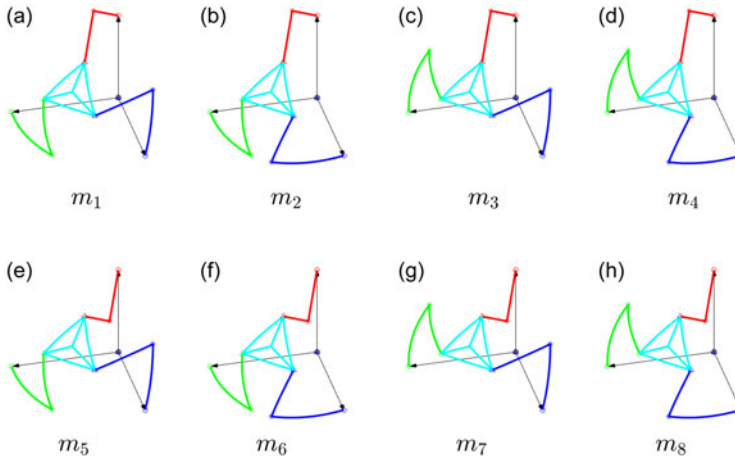 (a) (b) (c) (d)
m₁ m₂ m₃ m₄
(e) (f) (g) (h)
m₅ m₆ m₇ m₈